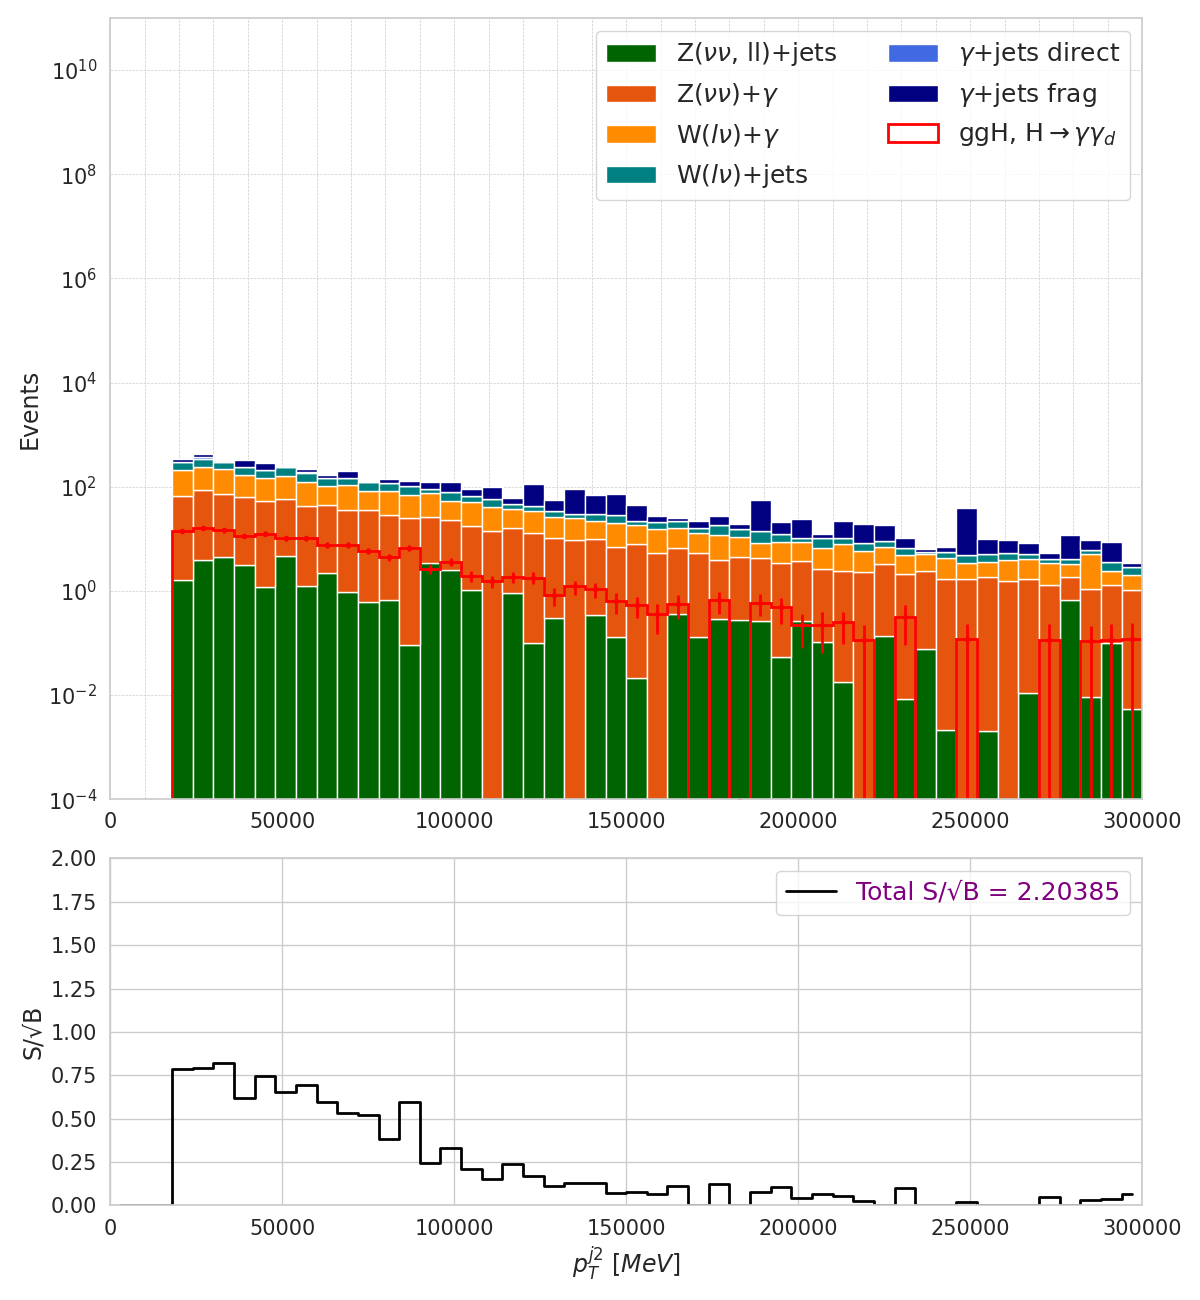 Z(νν, ll)+jets
Z(νν)+γ
W(lν)+γ
W(lν)+jets
γ+jets direct
γ+jets frag
ggH, H→γγ_d
Events
10^10
10^8
10^6
10^4
10^2
10^0
10^−2
10^−4
0 50000 100000 150000 200000 250000 300000
Total S/√B = 2.20385
S/√B
2.00
1.75
1.50
1.25
1.00
0.75
0.50
0.25
0.00
0 50000 100000 150000 200000 250000 300000
p_T^{j2} [MeV]